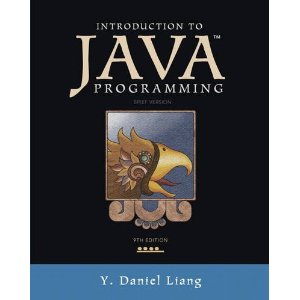 INTRODUCTION TO
JAVA™
PROGRAMMING
BRIEF VERSION
9TH EDITION
Y. Daniel Liang